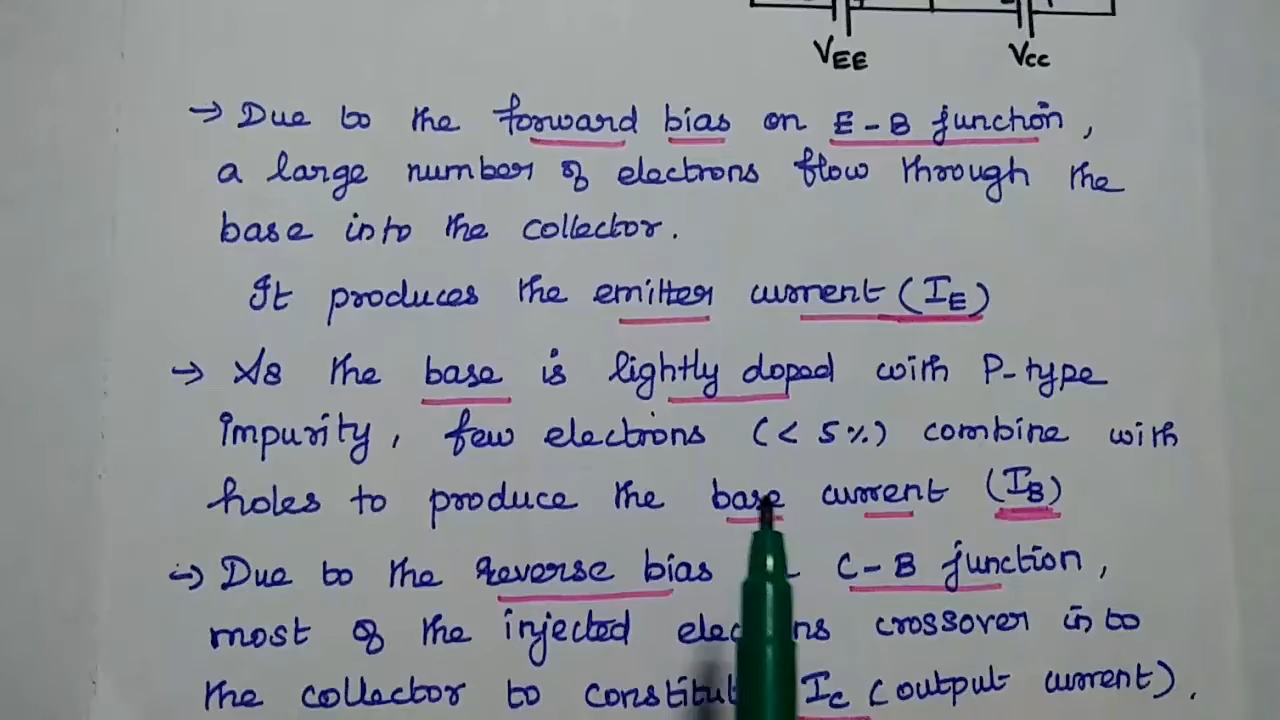 VEE Vcc
→ Due to the forward bias on E-B junction,
a large number of electrons flow through the
base into the collector.
It produces the emitter current (IE)
→ As the base is lightly doped with P-type
impurity, few electrons (< 5%) combine with
holes to produce the base current (IB)
→ Due to the reverse bias C-B junction,
most of the injected crossover into
the collector to IC (output current).